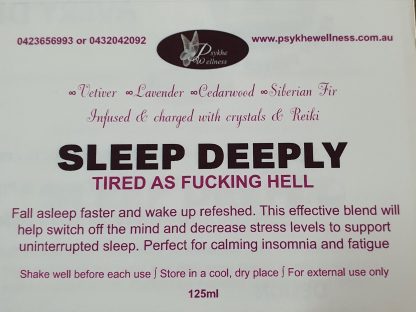 0423656993 or 0432042092
www.psykhewellness.com.au
Psykhe
Wellness
∞Vetiver ∞Lavender ∞Cedarwood ∞Siberian Fir
Infused & charged with crystals & Reiki
SLEEP DEEPLY
TIRED AS FUCKING HELL
Fall asleep faster and wake up refeshed. This effective blend will
help switch off the mind and decrease stress levels to support
uninterrupted sleep. Perfect for calming insomnia and fatigue
Shake well before each use ∫ Store in a cool, dry place ∫ For external use only
125ml